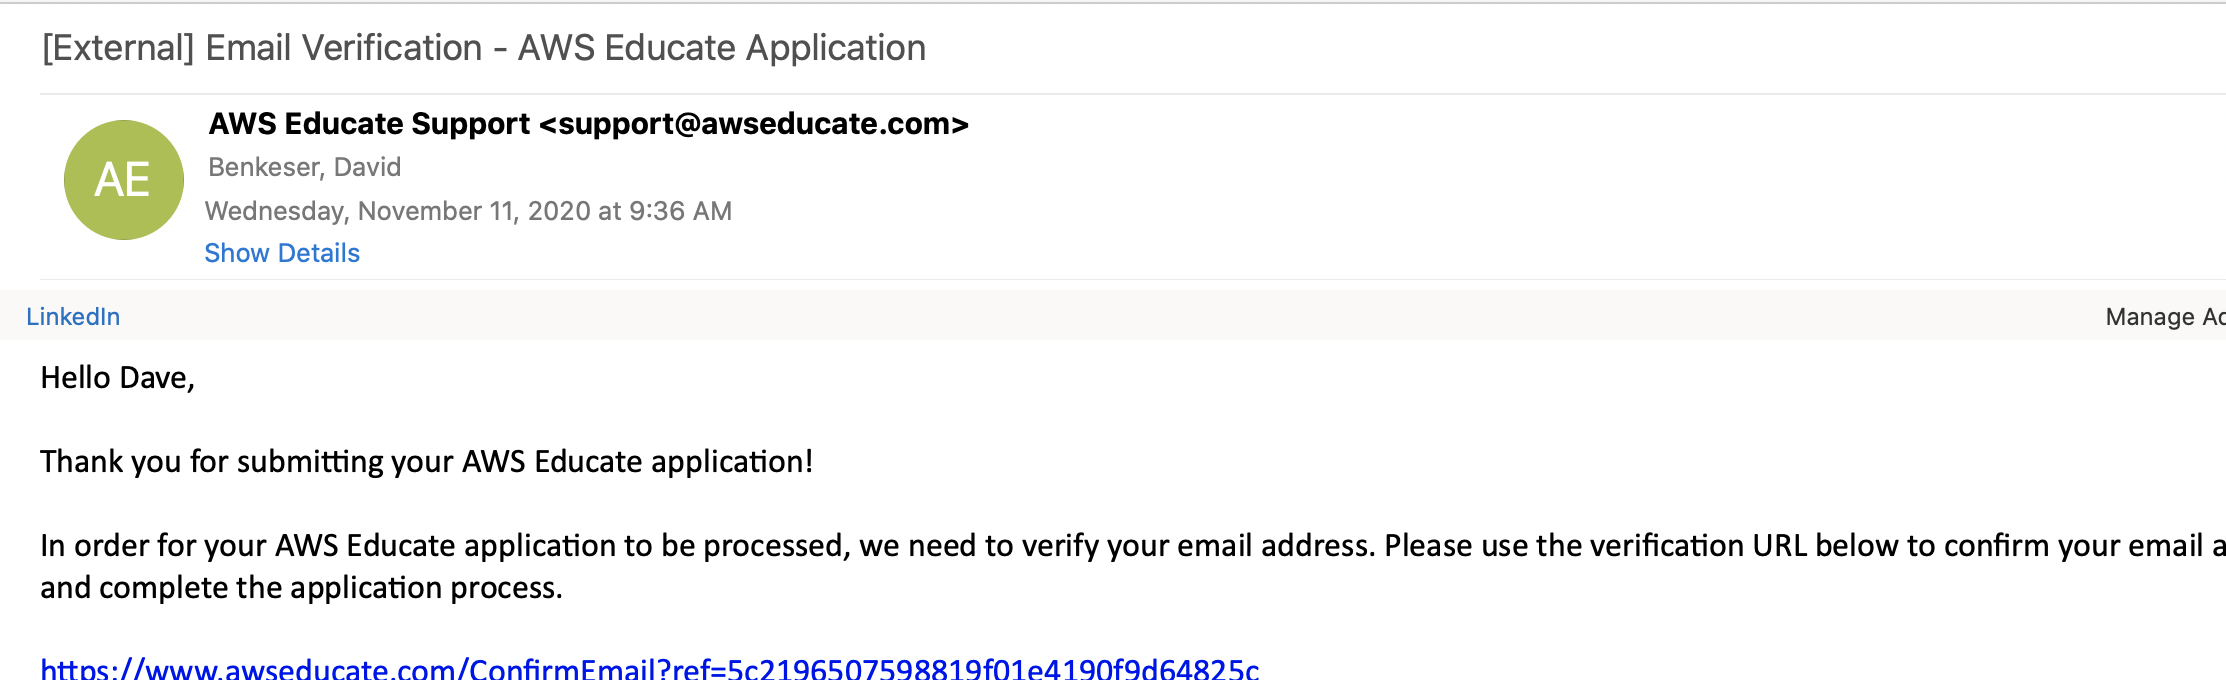 [External] Email Verification - AWS Educate Application
AWS Educate Support <support@awseducate.com>
AE
Benkeser, David
Wednesday, November 11, 2020 at 9:36 AM
Show Details
LinkedIn
Manage Ad
Hello Dave,
Thank you for submitting your AWS Educate application!
In order for your AWS Educate application to be processed, we need to verify your email address. Please use the verification URL below to confirm your email a
and complete the application process.
https://www.awseducate.com/ConfirmEmail?ref=5c2196507598819f01e4190f9d64825c